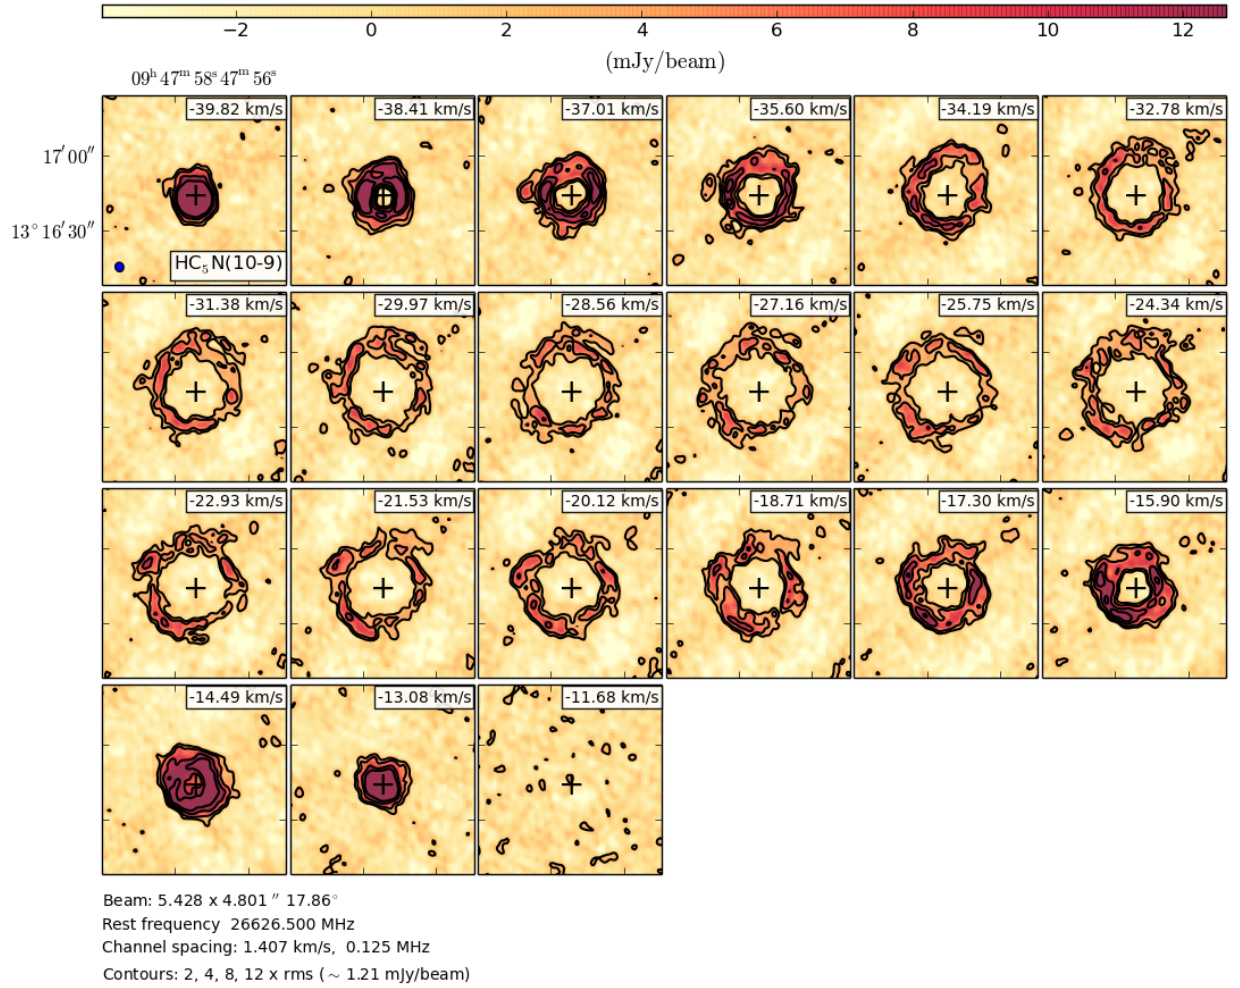 −2 0 2 4 6 8 10 12
(mJy/beam)
09ʰ 47ᵐ 58ˢ 47ᵐ 56ˢ
-39.82 km/s -38.41 km/s -37.01 km/s -35.60 km/s -34.19 km/s -32.78 km/s
17′ 00″
13° 16′ 30″
HC₅N(10-9)
-31.38 km/s -29.97 km/s -28.56 km/s -27.16 km/s -25.75 km/s -24.34 km/s
-22.93 km/s -21.53 km/s -20.12 km/s -18.71 km/s -17.30 km/s -15.90 km/s
-14.49 km/s -13.08 km/s -11.68 km/s
Beam: 5.428 x 4.801 ″ 17.86°
Rest frequency 26626.500 MHz
Channel spacing: 1.407 km/s, 0.125 MHz
Contours: 2, 4, 8, 12 x rms (∼ 1.21 mJy/beam)